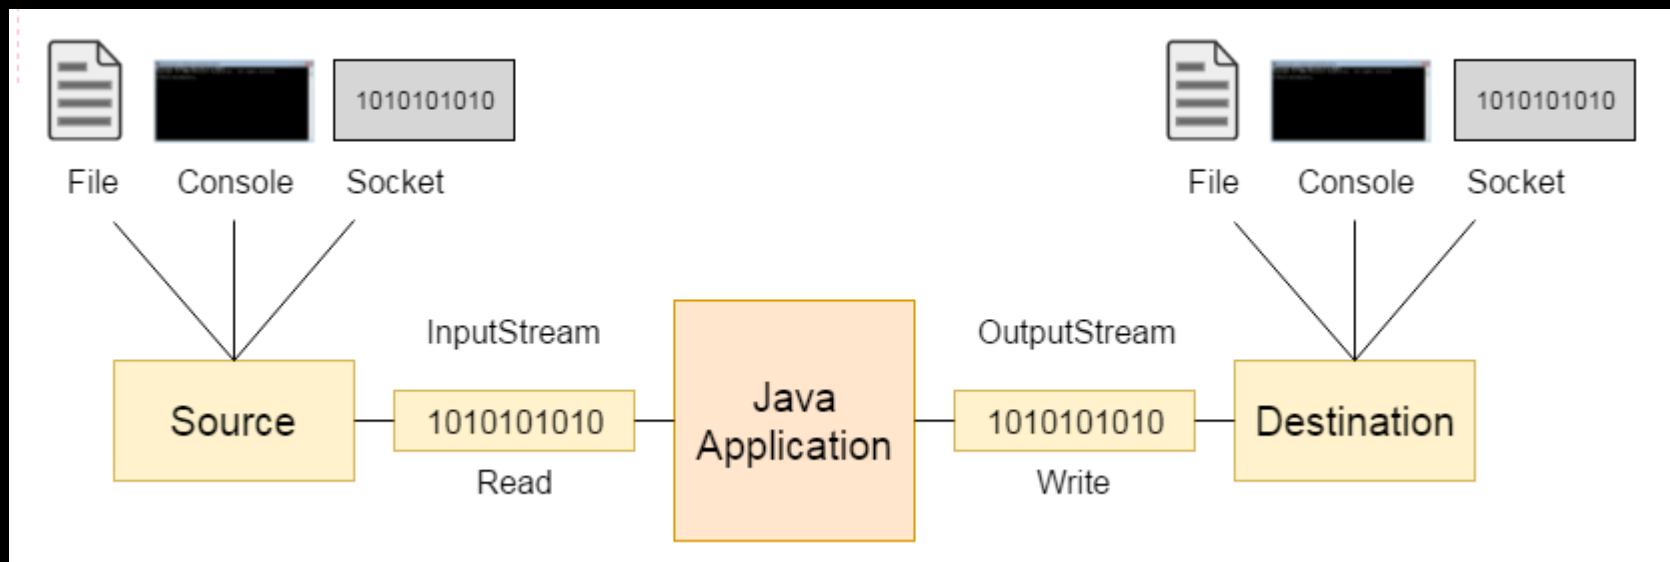 1010101010
1010101010
File Console Socket
File Console Socket
InputStream
OutputStream
Source
1010101010
Java
Application
1010101010
Destination
Read
Write